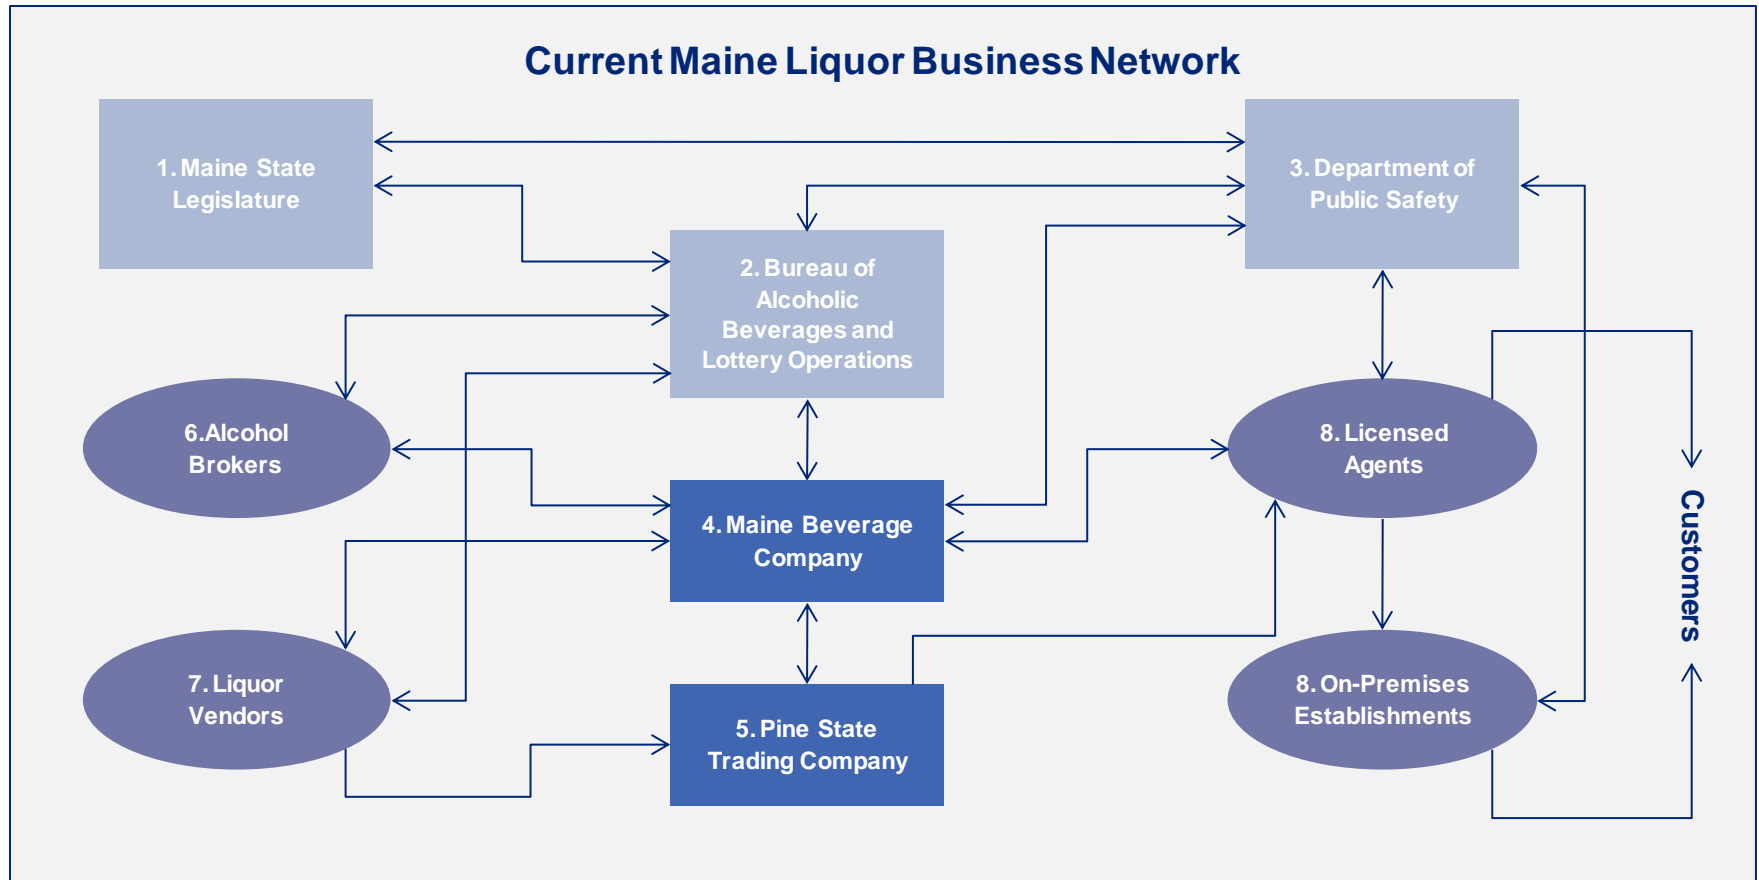 Current Maine Liquor Business Network
1. Maine State
Legislature
3. Department of
Public Safety
2. Bureau of
Alcoholic
Beverages and
Lottery Operations
6.Alcohol
Brokers
8. Licensed
Agents
4. Maine Beverage
Company
Customers
7. Liquor
Vendors
8. On-Premises
Establishments
5. Pine State
Trading Company